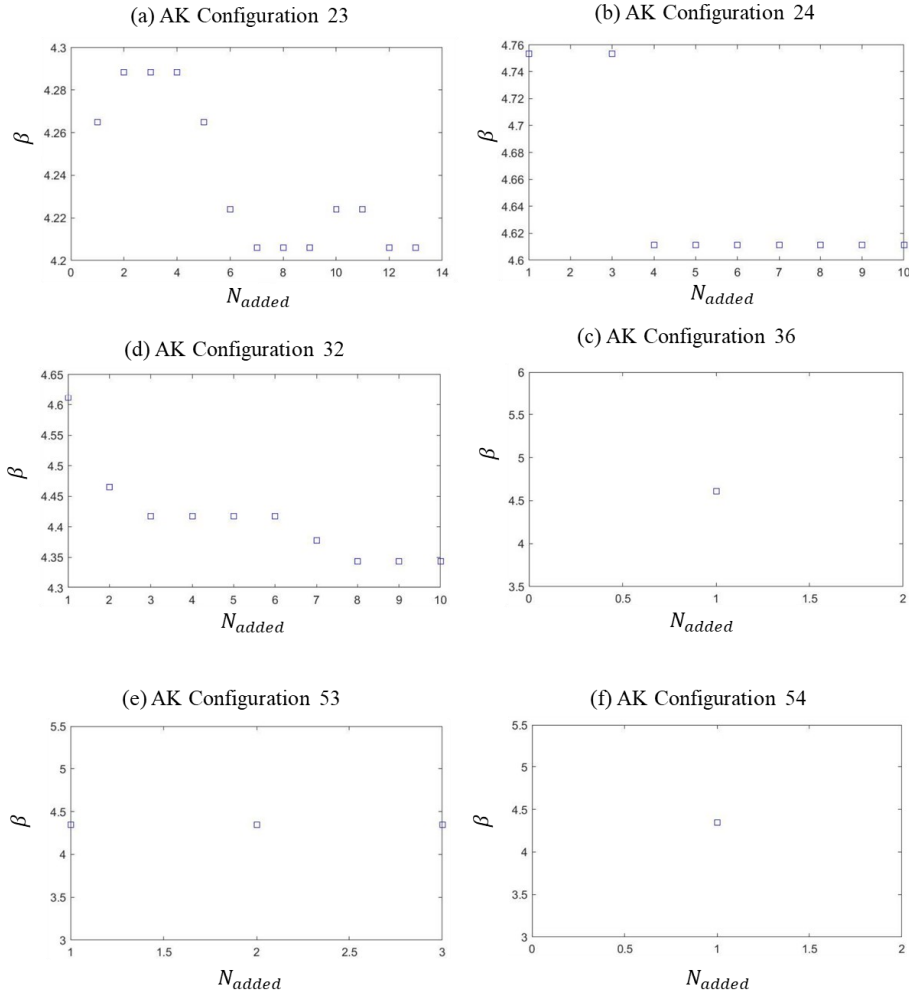 (a) AK Configuration 23
4.3
4.28
4.26
4.24
4.22
4.2
β
0 2 4 6 8 10 12 14
N_added
(b) AK Configuration 24
4.76
4.74
4.72
4.7
4.68
4.66
4.64
4.62
4.6
β
1 2 3 4 5 6 7 8 9 10
N_added
(d) AK Configuration 32
4.65
4.6
4.55
4.5
4.45
4.4
4.35
4.3
β
1 2 3 4 5 6 7 8 9 10
N_added
(c) AK Configuration 36
6
5.5
5
4.5
4
3.5
β
0 0.5 1 1.5 2
N_added
(e) AK Configuration 53
5.5
5
4.5
4
3.5
3
β
1 1.5 2 2.5 3
N_added
(f) AK Configuration 54
5.5
5
4.5
4
3.5
3
β
0 0.5 1 1.5 2
N_added